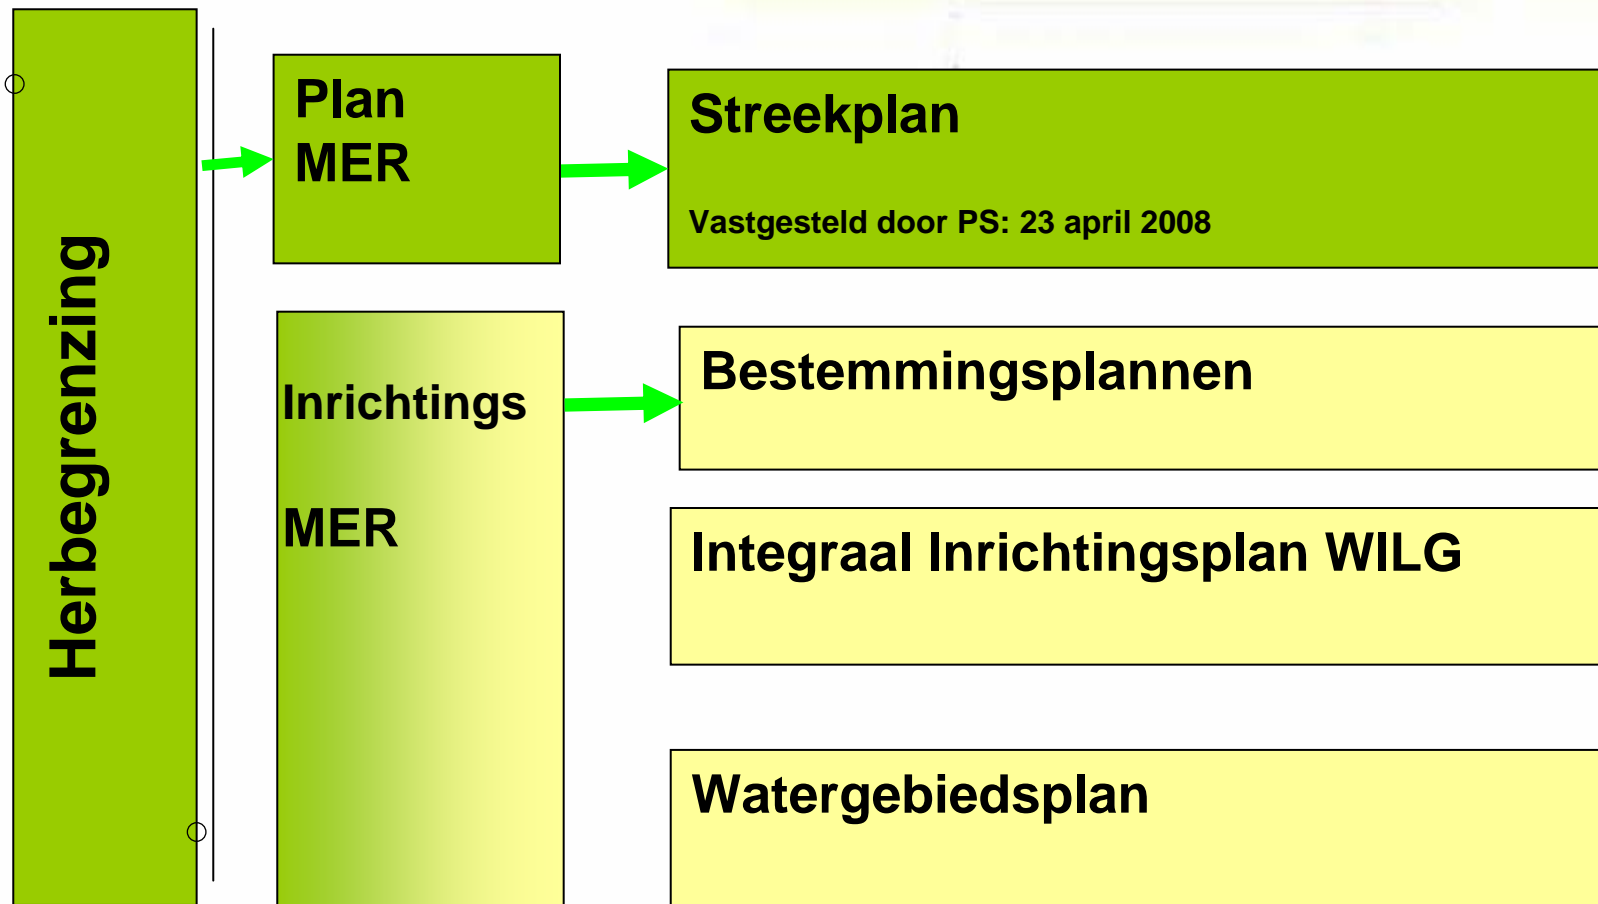 Herbegrenzing
Plan
MER
Streekplan
Vastgesteld door PS: 23 april 2008
Inrichtings
MER
Bestemmingsplannen
Integraal Inrichtingsplan WILG
Watergebiedsplan